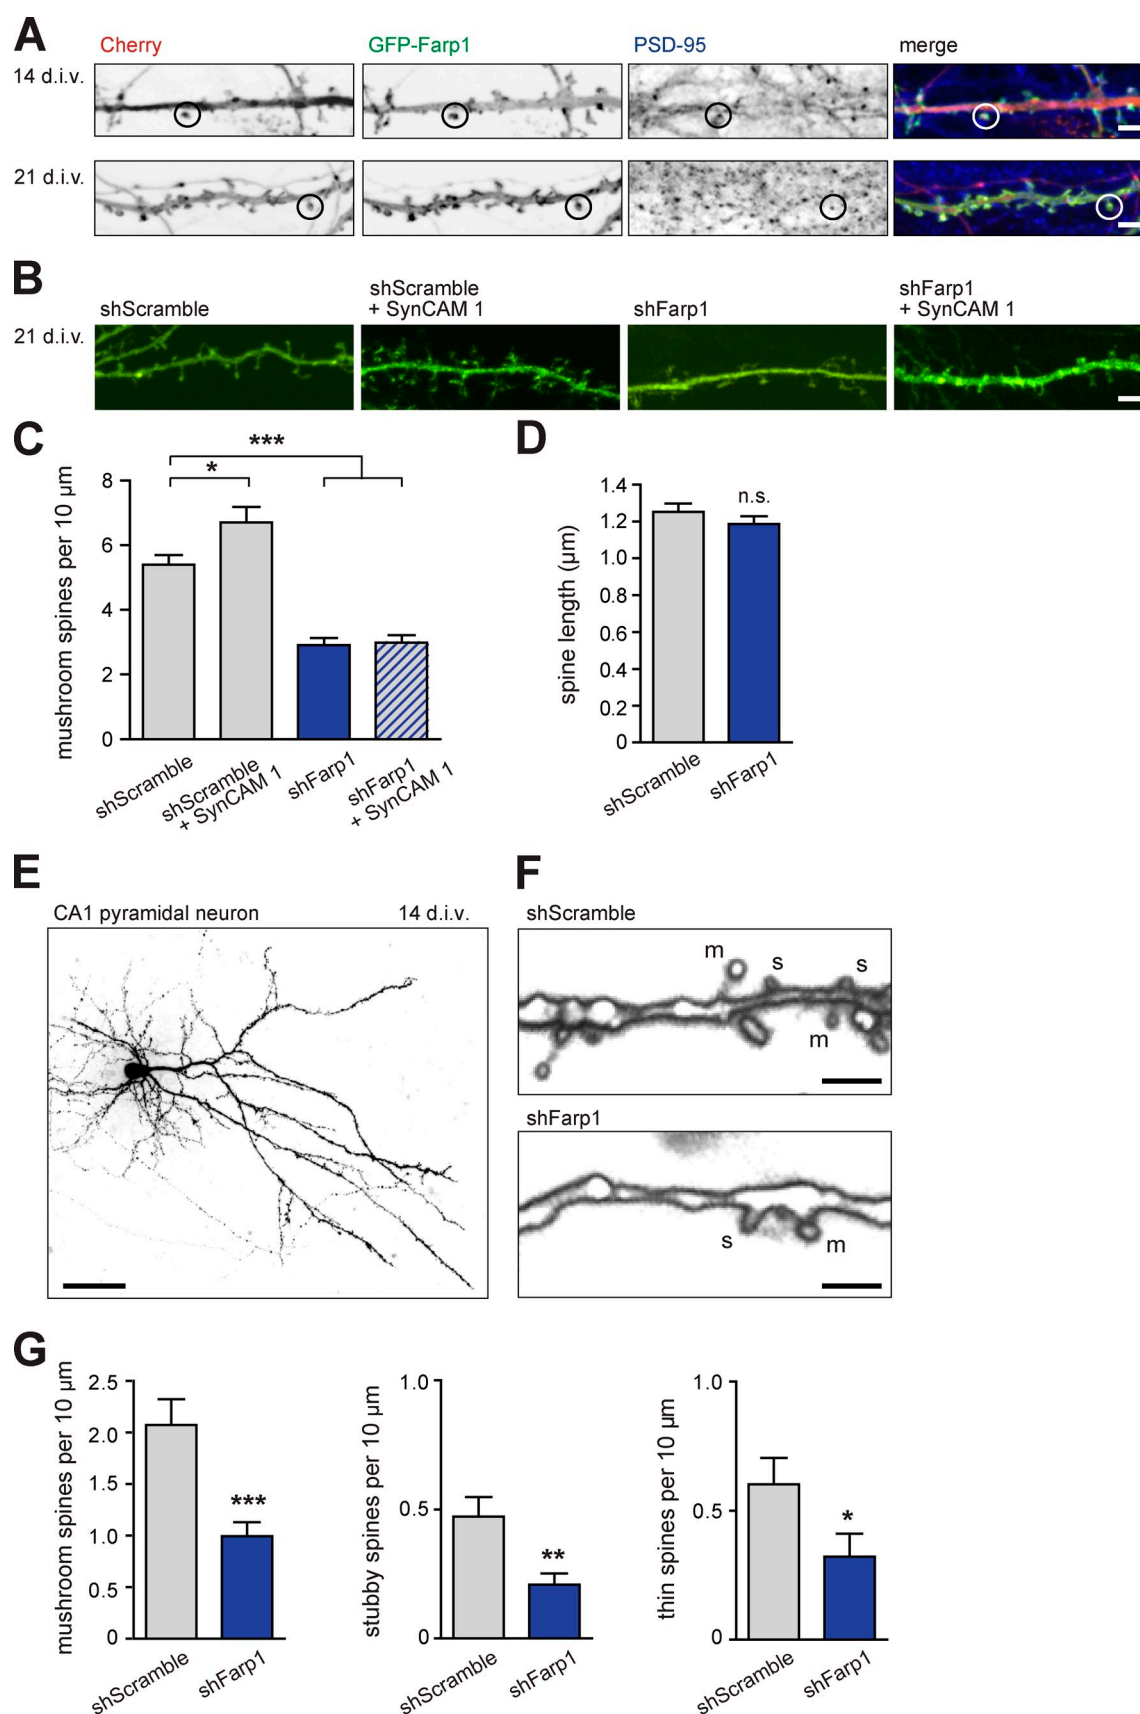 A
Cherry
GFP-Farp1
PSD-95
merge
14 d.i.v.
21 d.i.v.
B
shScramble
shScramble
+ SynCAM 1
shFarp1
shFarp1
+ SynCAM 1
21 d.i.v.
C
mushroom spines per 10 µm
8
6
4
2
0
***
*
shScramble
shScramble
+ SynCAM 1
shFarp1
shFarp1
+ SynCAM 1
D
spine length (µm)
1.4
1.2
1.0
0.8
0.6
0.4
0.2
0
n.s.
shScramble
shFarp1
E
CA1 pyramidal neuron
14 d.i.v.
F
shScramble
m
s
s
m
shFarp1
s
m
G
mushroom spines per 10 µm
2.5
2.0
1.5
1.0
0.5
0
***
shScramble
shFarp1
stubby spines per 10 µm
1.0
0.5
0
**
shScramble
shFarp1
thin spines per 10 µm
1.0
0.5
0
*
shScramble
shFarp1